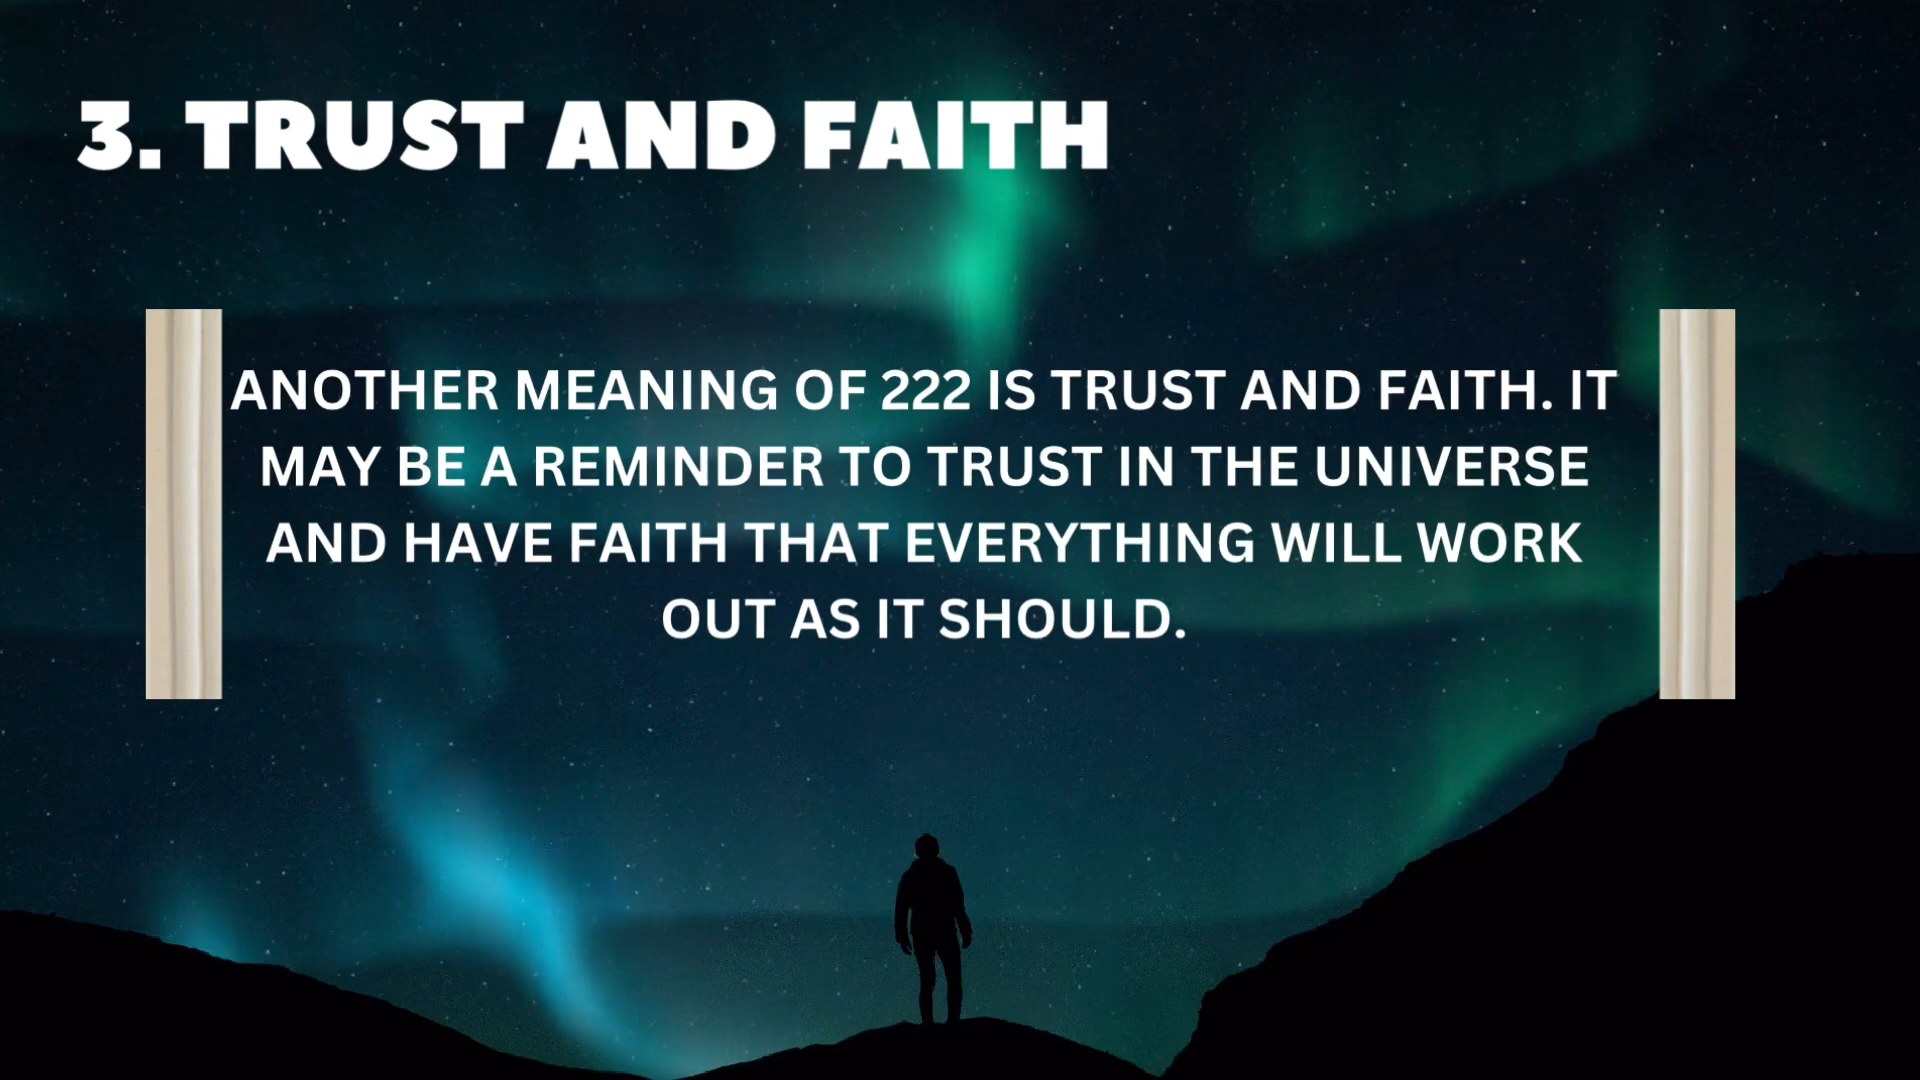 3. TRUST AND FAITH
ANOTHER MEANING OF 222 IS TRUST AND FAITH. IT
MAY BE A REMINDER TO TRUST IN THE UNIVERSE
AND HAVE FAITH THAT EVERYTHING WILL WORK
OUT AS IT SHOULD.